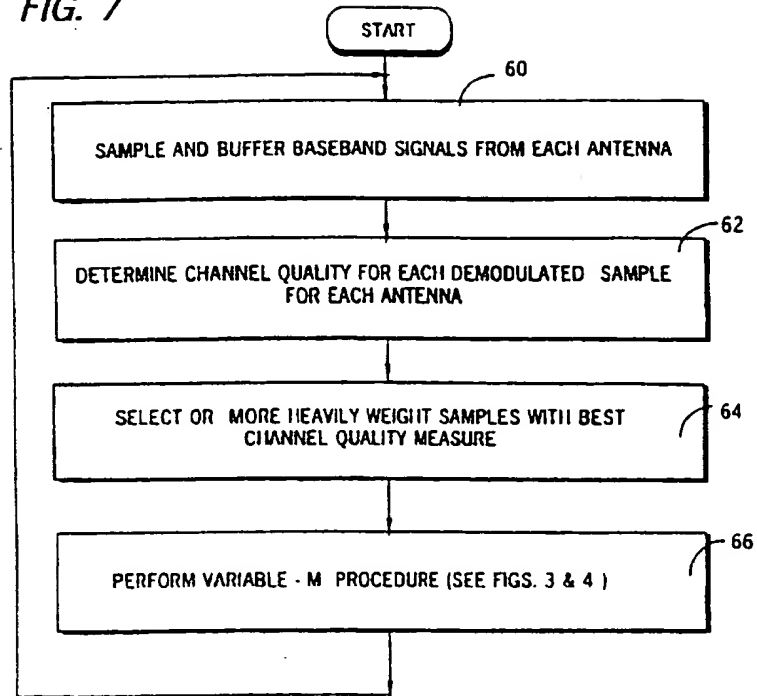 FIG. 7
START
60
SAMPLE AND BUFFER BASEBAND SIGNALS FROM EACH ANTENNA
62
DETERMINE CHANNEL QUALITY FOR EACH DEMODULATED SAMPLE
FOR EACH ANTENNA
SELECT OR MORE HEAVILY WEIGHT SAMPLES WITH BEST
CHANNEL QUALITY MEASURE
64
66
PERFORM VARIABLE - M PROCEDURE (SEE FIGS. 3 & 4 )